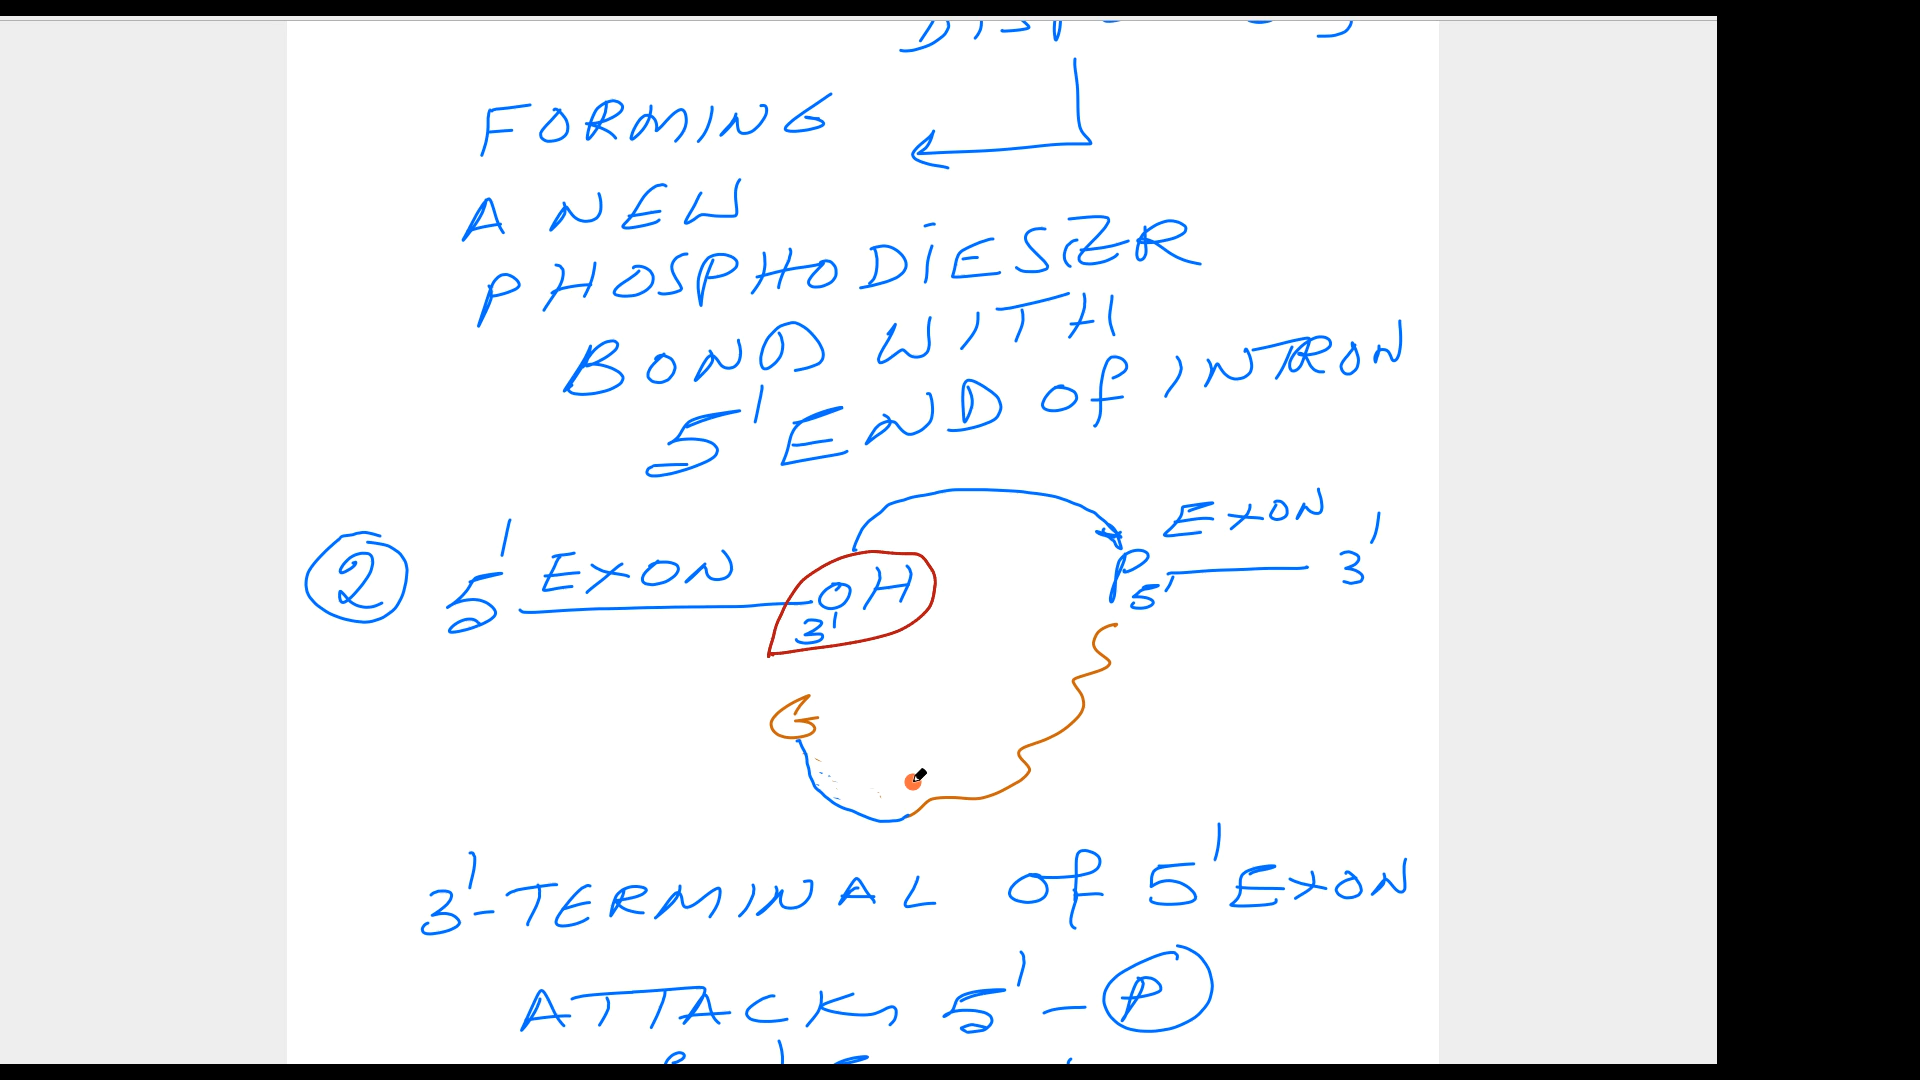 FORMING
A NEW
PHOSPHODIESTER
BOND WITH
5' END OF INTRON
2 5' EXON OH 3' P 5' EXON 3'
G
3'-TERMINAL OF 5' EXON
ATTACKS 5'-P